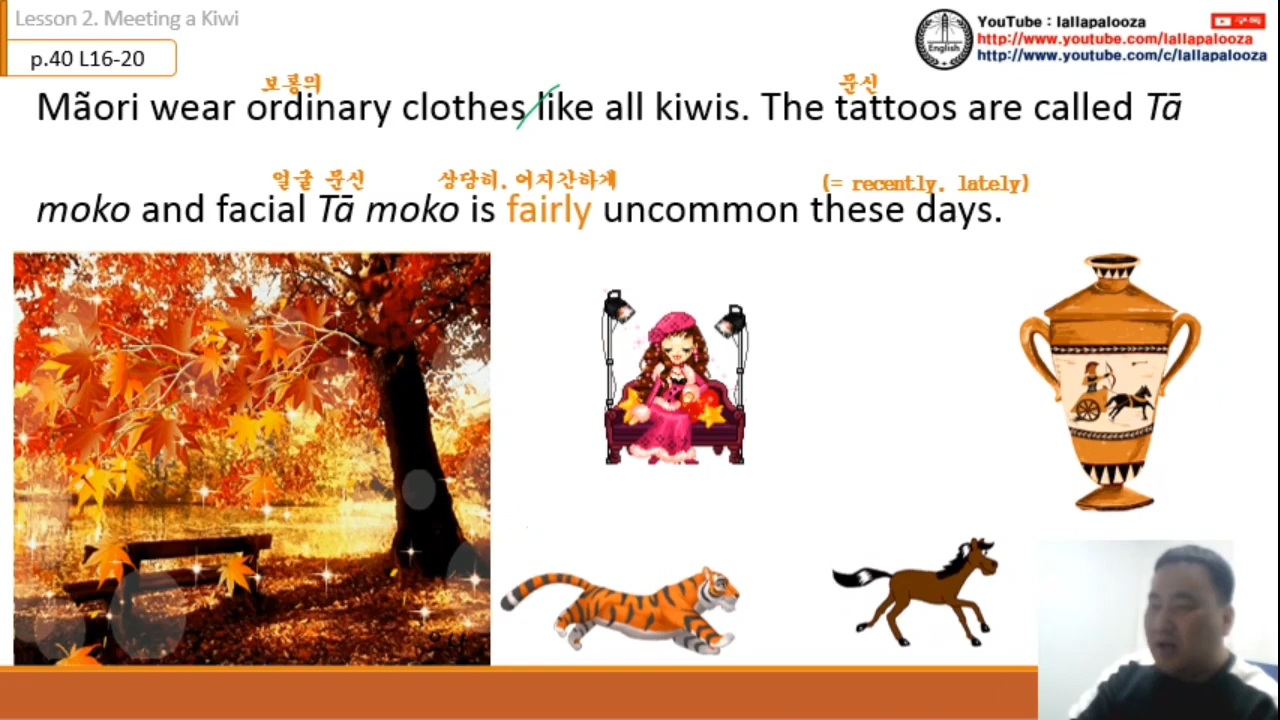 Lesson 2. Meeting a Kiwi
p.40 L16-20
English
YouTube : lallapalooza
구독
http://www.youtube.com/lallapalooza
http://www.youtube.com/c/lallapalooza
보통의
문신
Mãori wear ordinary clothes like all kiwis. The tattoos are called Tā
얼굴 문신
상당히, 어지간하게
(= recently, lately)
moko and facial Tā moko is fairly uncommon these days.